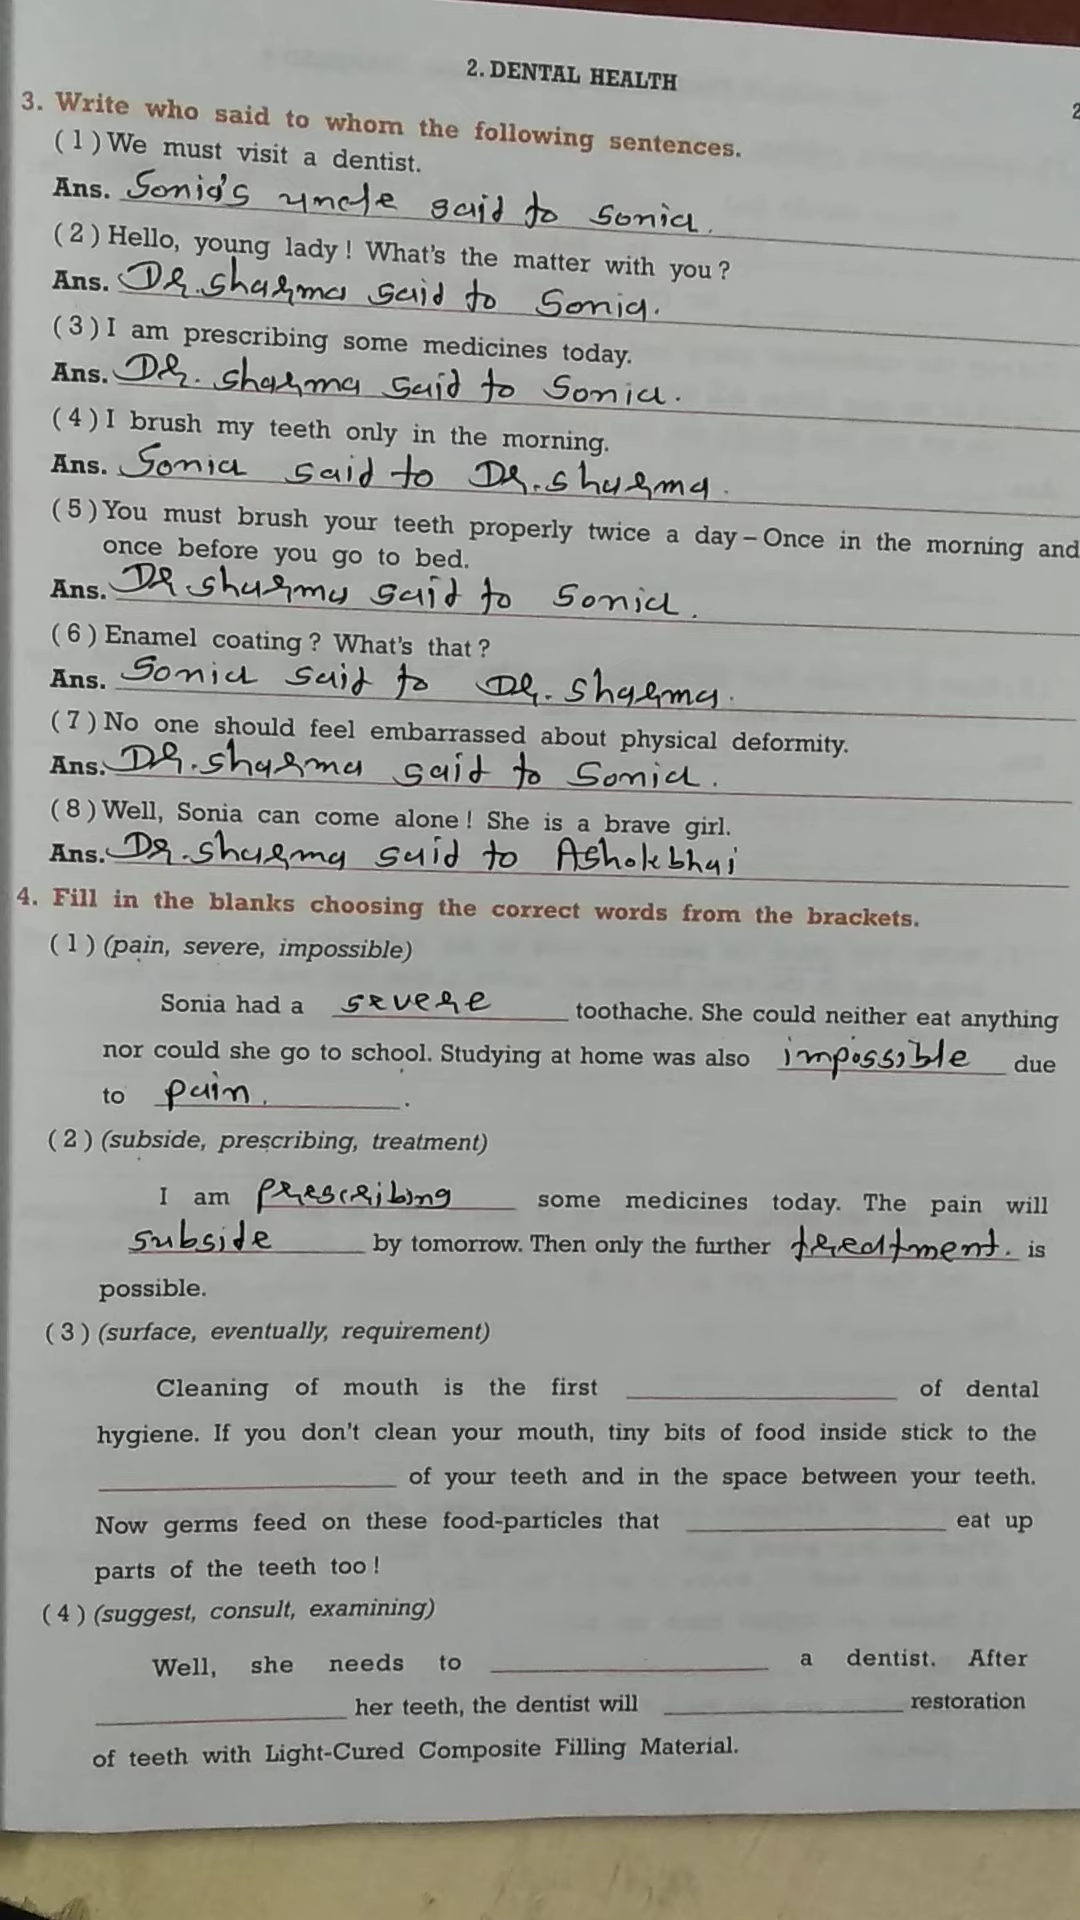 2. DENTAL HEALTH
2
3. Write who said to whom the following sentences.
( 1 ) We must visit a dentist.
Ans. Sonia's uncle said to Sonia.
( 2 ) Hello, young lady ! What's the matter with you ?
Ans. Dr. sharma said to Sonia.
( 3 ) I am prescribing some medicines today.
Ans. Dr. sharma said to Sonia.
( 4 ) I brush my teeth only in the morning.
Ans. Sonia said to Dr. sharma.
( 5 ) You must brush your teeth properly twice a day – Once in the morning and
once before you go to bed.
Ans. Dr. sharma said to Sonia.
( 6 ) Enamel coating ? What's that ?
Ans. Sonia said to Dr. sharma.
( 7 ) No one should feel embarrassed about physical deformity.
Ans. Dr. sharma said to Sonia.
( 8 ) Well, Sonia can come alone ! She is a brave girl.
Ans. Dr. sharma said to Ashokbhai
4. Fill in the blanks choosing the correct words from the brackets.
( 1 ) (pain, severe, impossible)
Sonia had a severe toothache. She could neither eat anything
nor could she go to school. Studying at home was also impossible due
to pain. .
( 2 ) (subside, prescribing, treatment)
I am prescribing some medicines today. The pain will
subside by tomorrow. Then only the further treatment. is
possible.
( 3 ) (surface, eventually, requirement)
Cleaning of mouth is the first ____ of dental
hygiene. If you don't clean your mouth, tiny bits of food inside stick to the
____ of your teeth and in the space between your teeth.
Now germs feed on these food-particles that ____ eat up
parts of the teeth too !
( 4 ) (suggest, consult, examining)
Well, she needs to ____ a dentist. After
____ her teeth, the dentist will ____ restoration
of teeth with Light-Cured Composite Filling Material.